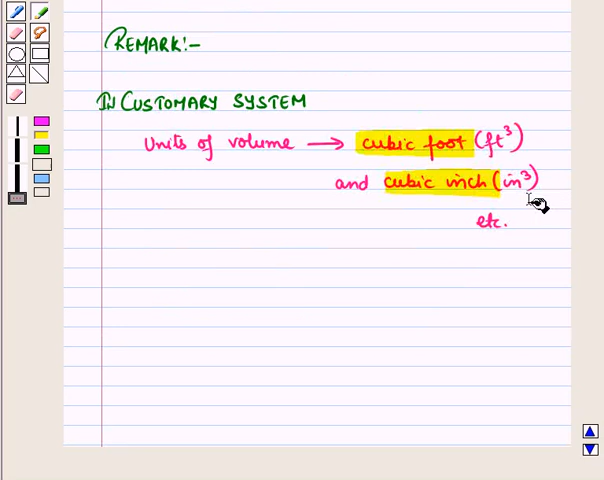 REMARK:-
IN CUSTOMARY SYSTEM
Units of volume → cubic foot (ft³)
and cubic inch (in³)
etc.